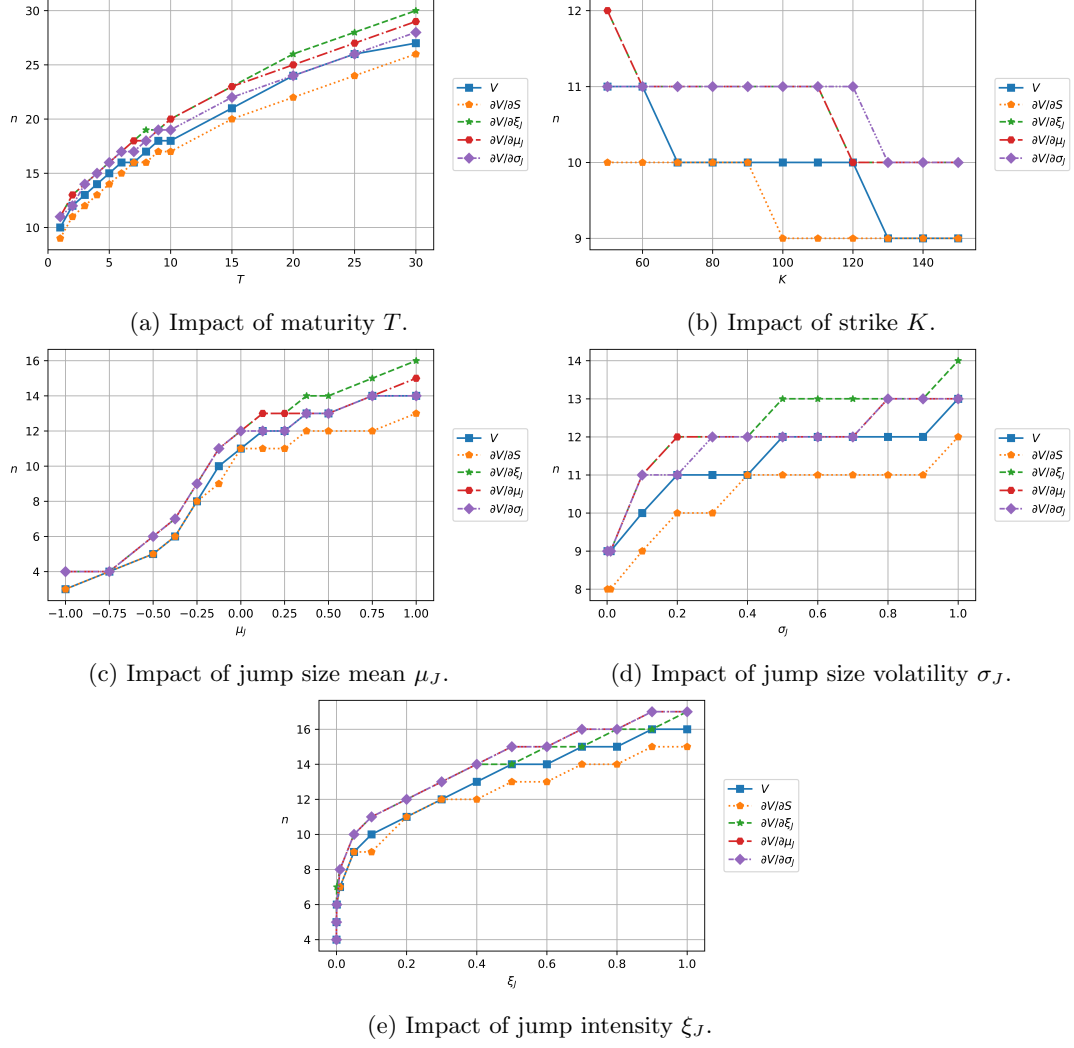 30
25
20
15
10
n
0
5
10
15
20
25
30
T
V
∂V/∂S
∂V/∂ξJ
∂V/∂μJ
∂V/∂σJ
12
11
10
9
n
60
80
100
120
140
K
V
∂V/∂S
∂V/∂ξJ
∂V/∂μJ
∂V/∂σJ
(a) Impact of maturity T.
(b) Impact of strike K.
16
14
12
10
8
6
4
n
−1.00
−0.75
−0.50
−0.25
0.00
0.25
0.50
0.75
1.00
μJ
V
∂V/∂S
∂V/∂ξJ
∂V/∂μJ
∂V/∂σJ
14
13
12
11
10
9
8
n
0.0
0.2
0.4
0.6
0.8
1.0
σJ
V
∂V/∂S
∂V/∂ξJ
∂V/∂μJ
∂V/∂σJ
(c) Impact of jump size mean μJ.
(d) Impact of jump size volatility σJ.
16
14
12
10
8
6
4
n
0.0
0.2
0.4
0.6
0.8
1.0
ξJ
V
∂V/∂S
∂V/∂ξJ
∂V/∂μJ
∂V/∂σJ
(e) Impact of jump intensity ξJ.